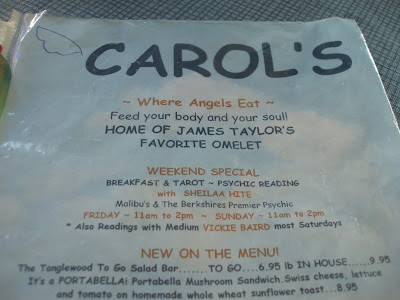 CAROL'S
~ Where Angels Eat ~
Feed your body and your soul!
HOME OF JAMES TAYLOR'S
FAVORITE OMELET
WEEKEND SPECIAL
BREAKFAST & TAROT ~ PSYCHIC READING
with SHEILAA HITE
Malibu's & The Berkshires Premier Psychic
FRIDAY ~ 11am to 2pm ~ SUNDAY ~ 11am to 2pm
* Also Readings with Medium VICKIE BAIRD most Saturdays
NEW ON THE MENU!
The Tanglewood To Go Salad Bar.......TO GO....6.95 lb IN HOUSE......9.95
It's a PORTABELLA! Portabella Mushroom Sandwich, Swiss cheese, lettuce
and tomato on homemade whole wheat sunflower toast...8.95